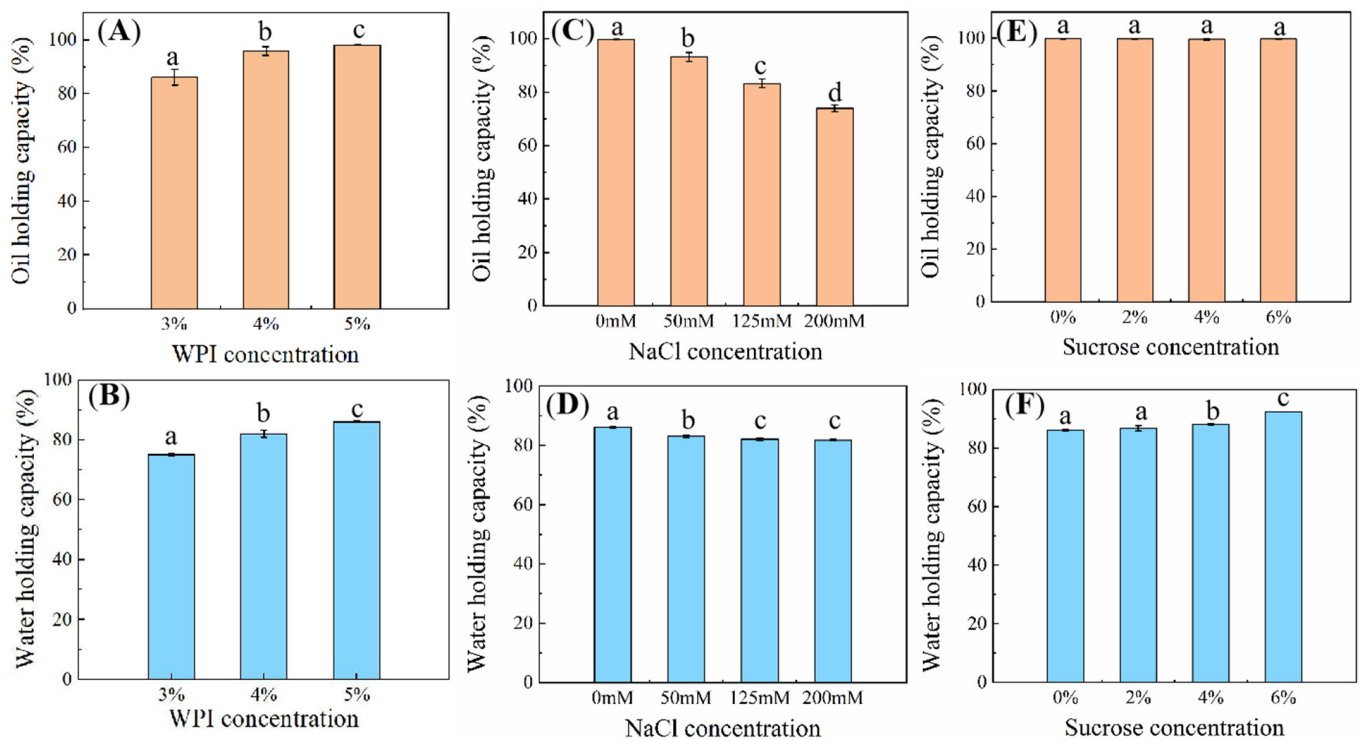 (A)
Oil holding capacity (%)
100
80
60
40
20
0
a
b
c
3% 4% 5%
WPI concentration
(C)
Oil holding capacity (%)
100
80
60
40
20
0
a
b
c
d
0mM 50mM 125mM 200mM
NaCl concentration
(E)
Oil holding capacity (%)
100
80
60
40
20
0
a a a a
0% 2% 4% 6%
Sucrose concentration
(B)
Water holding capacity (%)
100
80
60
40
20
0
a
b
c
3% 4% 5%
WPI concentration
(D)
Water holding capacity (%)
100
80
60
40
20
0
a
b
c
c
0mM 50mM 125mM 200mM
NaCl concentration
(F)
Water holding capacity (%)
100
80
60
40
20
0
a
a
b
c
0% 2% 4% 6%
Sucrose concentration